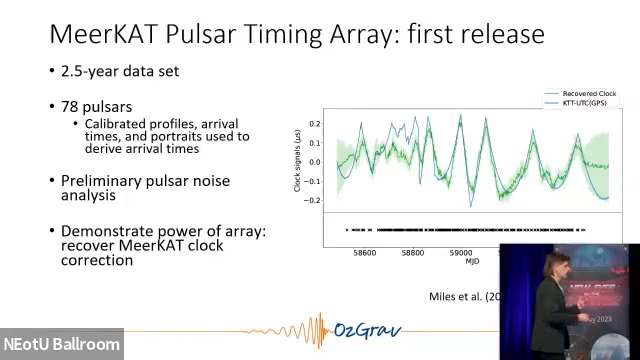 MeerKAT Pulsar Timing Array: first release
• 2.5-year data set
• 78 pulsars
• Calibrated profiles, arrival
times, and portraits used to
derive arrival times
• Preliminary pulsar noise
analysis
• Demonstrate power of array:
recover MeerKAT clock
correction
Recovered Clock
KTT-UTC(GPS)
Clock signals (μs)
0.2
0.1
0.0
−0.1
−0.2
58600
58800
59000
MJD
Miles et al. (20
NEotU Ballroom
OzGrav
NEW ERES
2023